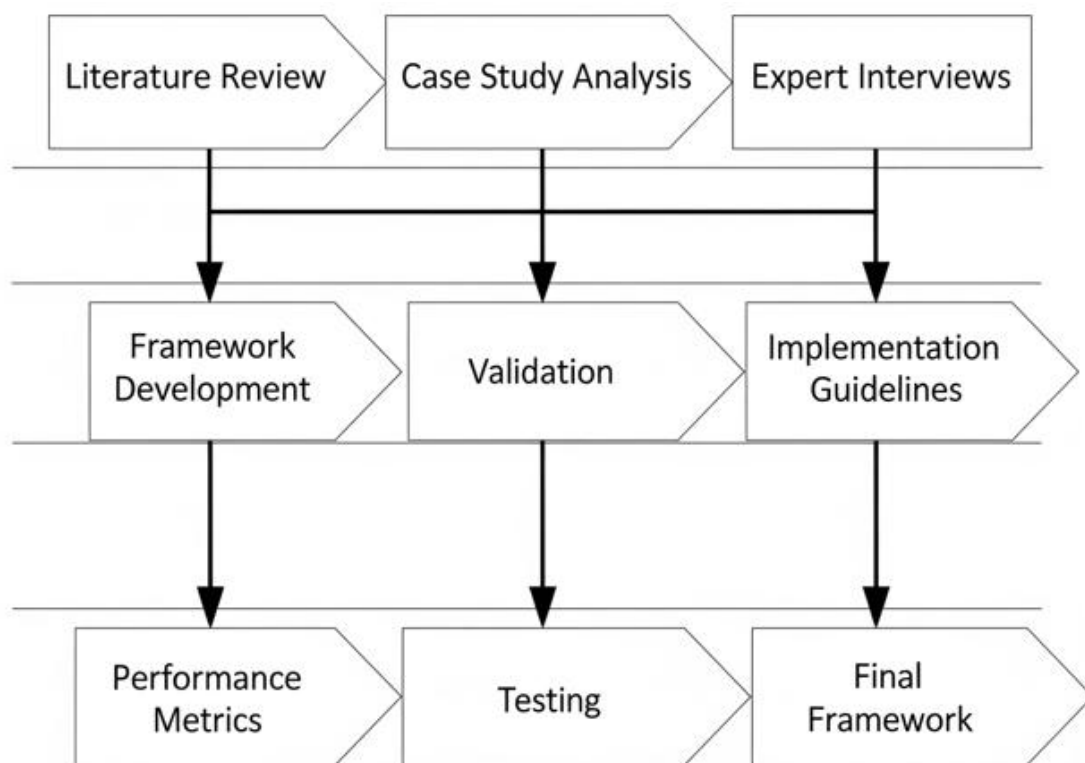 Literature Review
Case Study Analysis
Expert Interviews
Framework
Development
Validation
Implementation
Guidelines
Performance
Metrics
Testing
Final
Framework